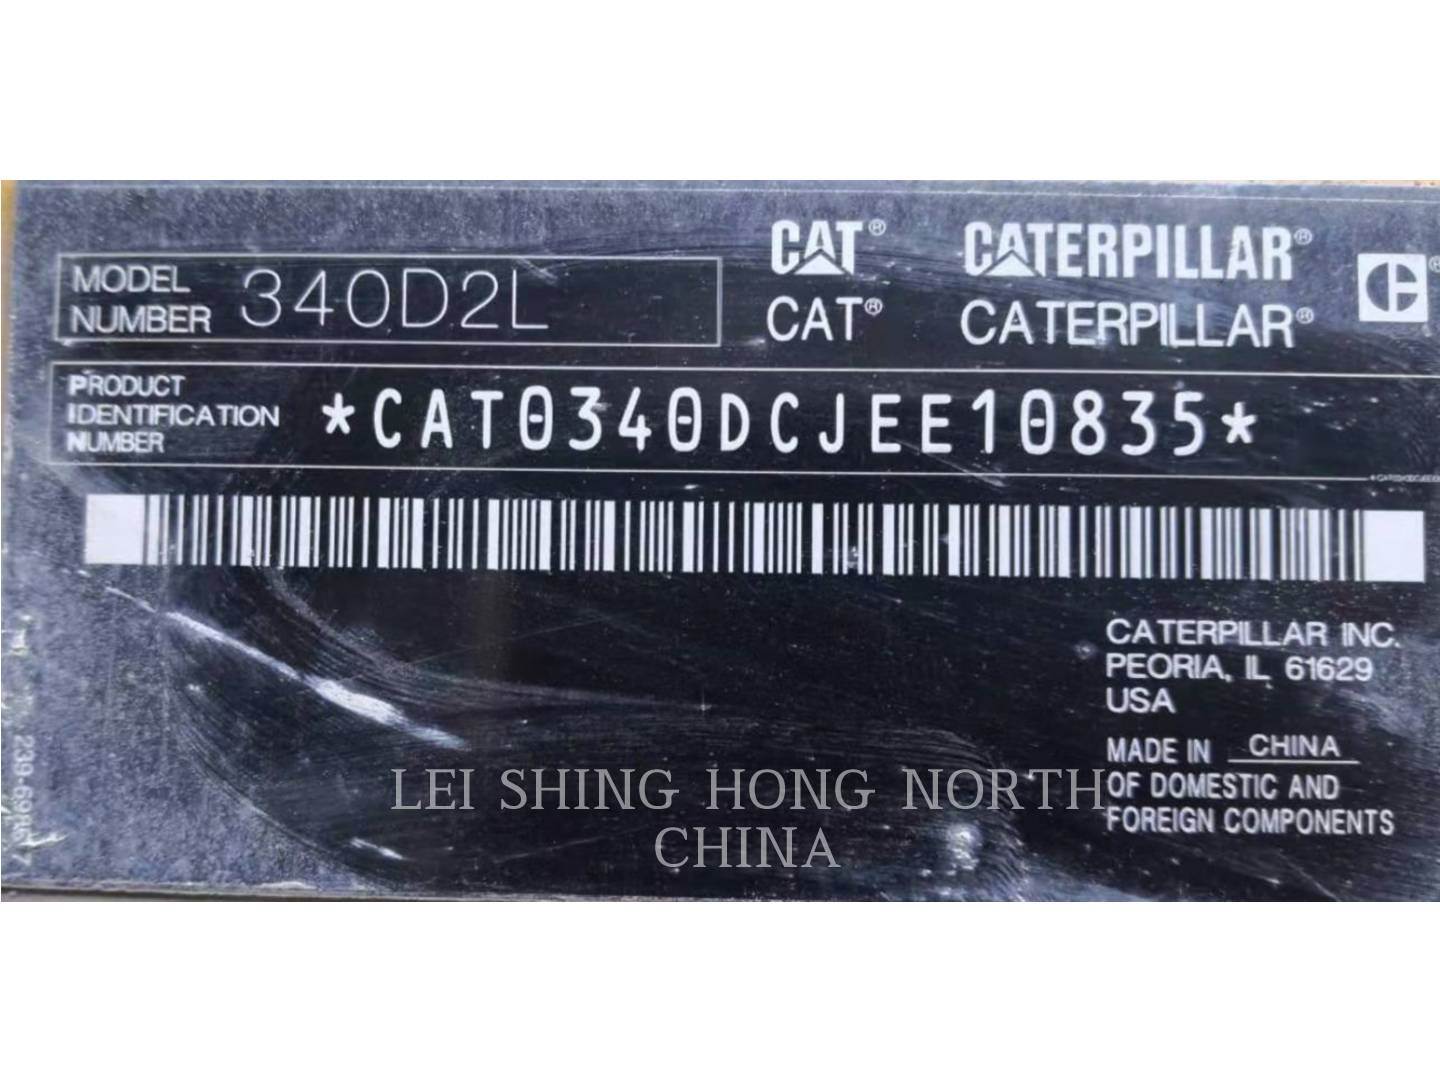 MODEL
NUMBER 340D2L
CAT® CATERPILLAR®
CAT® CATERPILLAR®
PRODUCT
IDENTIFICATION
NUMBER
*CAT0340DCJEE10835*
CATERPILLAR INC.
PEORIA, IL 61629
USA
MADE IN CHINA
OF DOMESTIC AND
FOREIGN COMPONENTS
LEI SHING HONG NORTH
CHINA